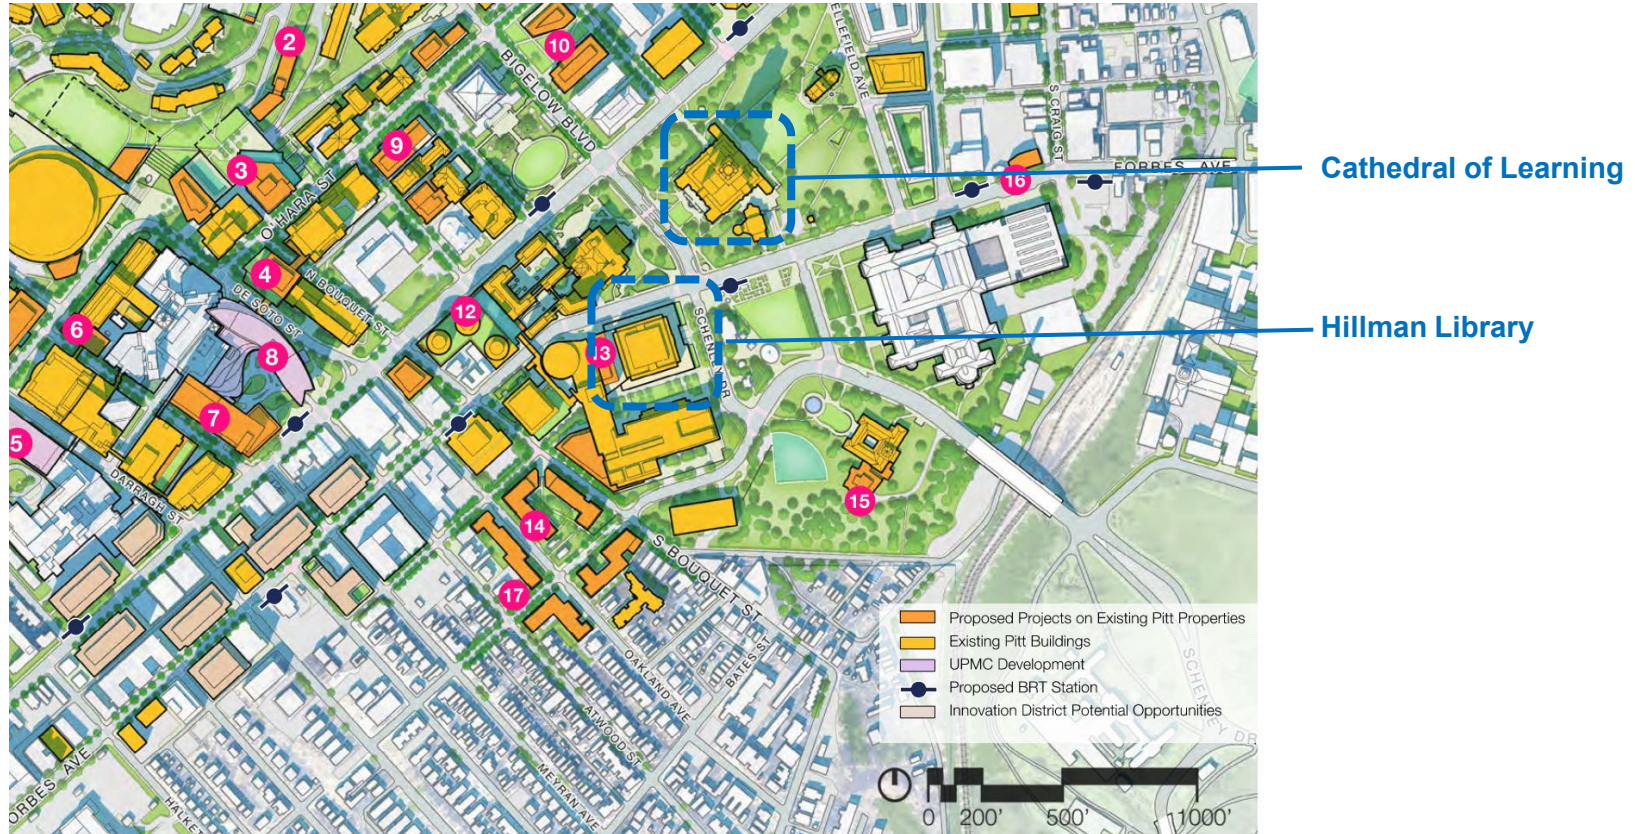 2
10
BIGELOW BLVD
ELLEFIELD AVE
S CRAIG ST
9
3
O'HARA ST
16
FORBES AVE
Cathedral of Learning
4
N BOUQUET ST
DE SOTO ST
12
6
8
13
SCHENLEY DR
Hillman Library
7
5
DARRAGH ST
15
14
S BOUQUET ST
17
BATES ST
OAKLAND AVE
ATWOOD ST
MEYRAN AVE
HALKET
ORBES AVE
Proposed Projects on Existing Pitt Properties
Existing Pitt Buildings
UPMC Development
Proposed BRT Station
Innovation District Potential Opportunities
SCHENLEY DR
0 200' 500' 1000'